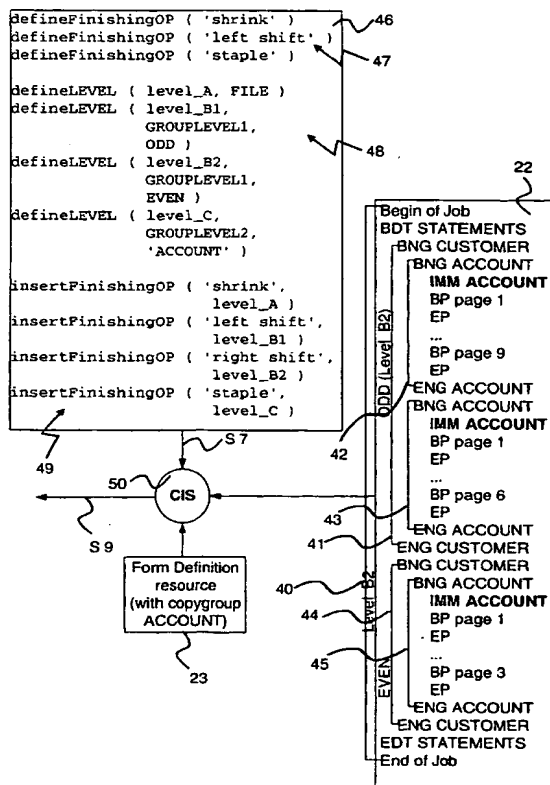 defineFinishingOP ( 'shrink' )
defineFinishingOP ( 'left shift' )
defineFinishingOP ( 'staple' )
defineLEVEL ( level_A, FILE )
defineLEVEL ( level_B1,
GROUPLEVEL1,
ODD )
defineLEVEL ( level_B2,
GROUPLEVEL1,
EVEN )
defineLEVEL ( level_C,
GROUPLEVEL2,
'ACCOUNT' )
insertFinishingOP ( 'shrink',
level_A )
insertFinishingOP ( 'left shift',
level_B1 )
insertFinishingOP ( 'right shift',
level_B2 )
insertFinishingOP ( 'staple',
level_C )
46
47
48
49
S 7
50
CIS
S 9
Form Definition
resource
(with copygroup
ACCOUNT)
23
22
Begin of Job
BDT STATEMENTS
BNG CUSTOMER
BNG ACCOUNT
IMM ACCOUNT
BP page 1
EP
...
BP page 9
EP
ENG ACCOUNT
BNG ACCOUNT
IMM ACCOUNT
BP page 1
EP
...
BP page 6
EP
ENG ACCOUNT
ENG CUSTOMER
BNG CUSTOMER
BNG ACCOUNT
IMM ACCOUNT
BP page 1
EP
...
BP page 3
EP
ENG ACCOUNT
ENG CUSTOMER
EDT STATEMENTS
End of Job
ODD (Level_B2)
Level_B2
EVEN
42
43
41
40
44
45